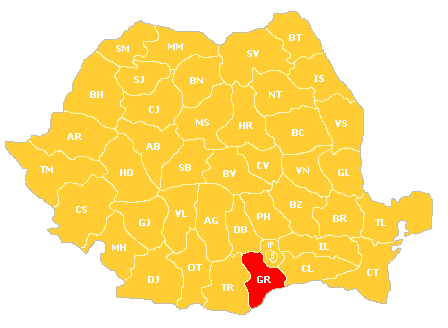 BT
SM
MM
SV
SJ
BN
IS
BH
NT
CJ
MS
HR
VS
BC
AR
AB
TM
HD
SB
BV
CV
VN
GL
CS
GJ
VL
AG
PH
BZ
BR
TL
DB
MH
IF
IL
B
OT
CL
CT
DJ
TR
GR